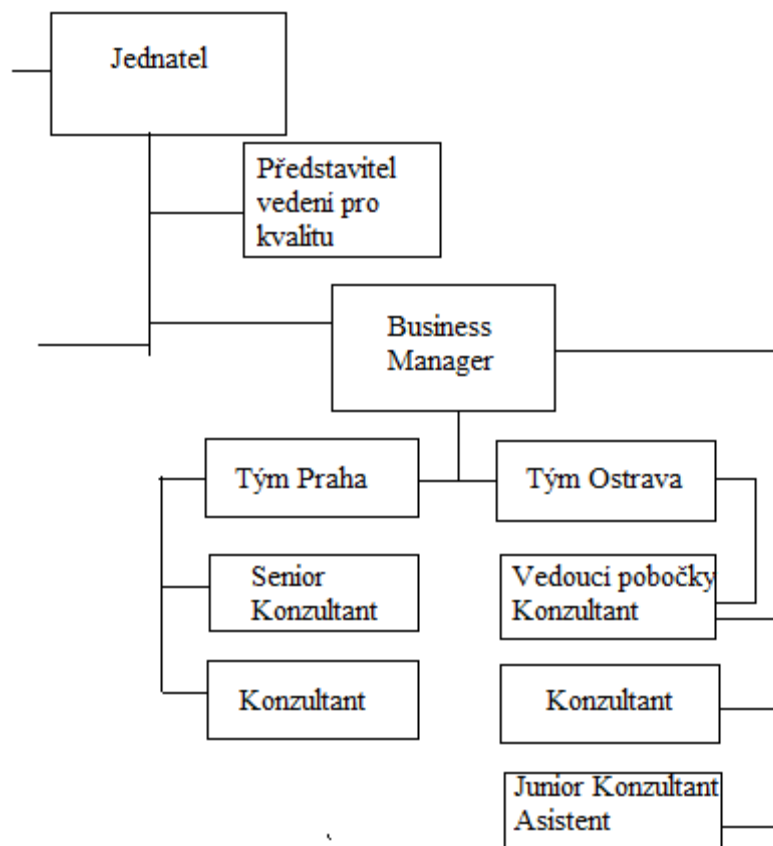 Jednatel
Představitel
vedení pro
kvalitu
Business
Manager
Tým Praha
Tým Ostrava
Senior
Konzultant
Vedoucí pobočky
Konzultant
Konzultant
Konzultant
Junior Konzultant
Asistent